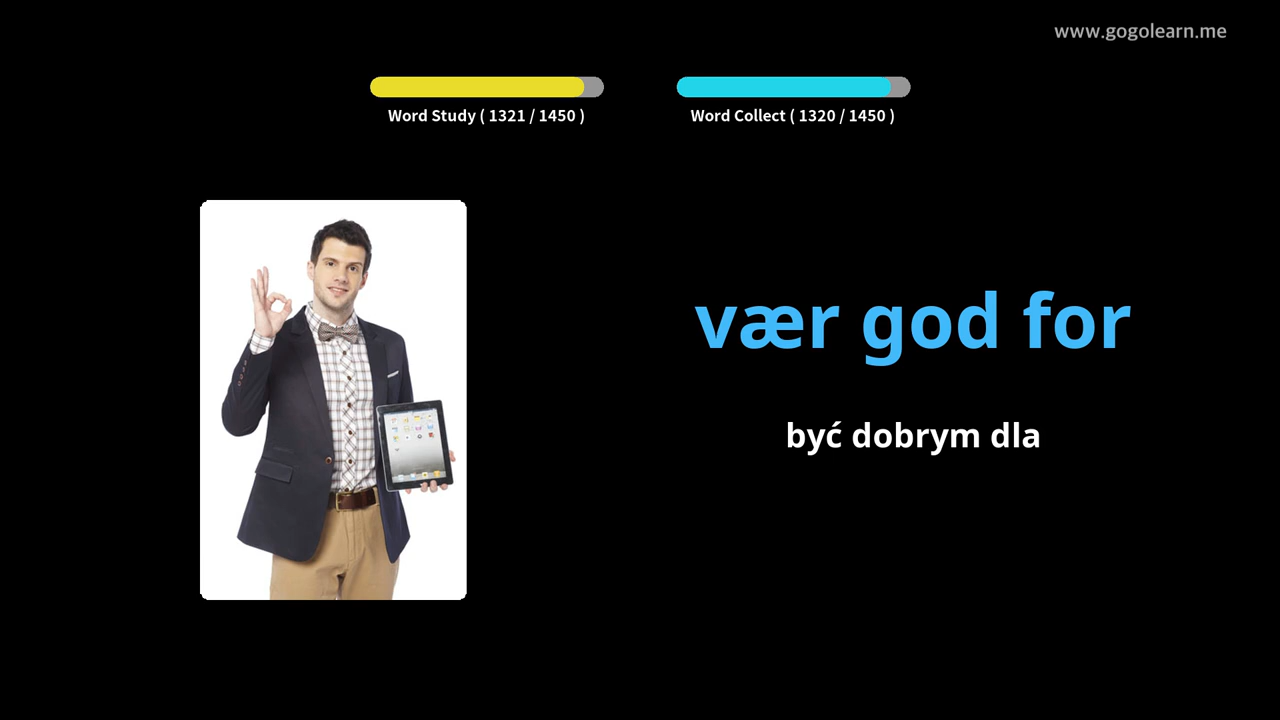 www.gogolearn.me
Word Study ( 1321 / 1450 )
Word Collect ( 1320 / 1450 )
vær god for
być dobrym dla